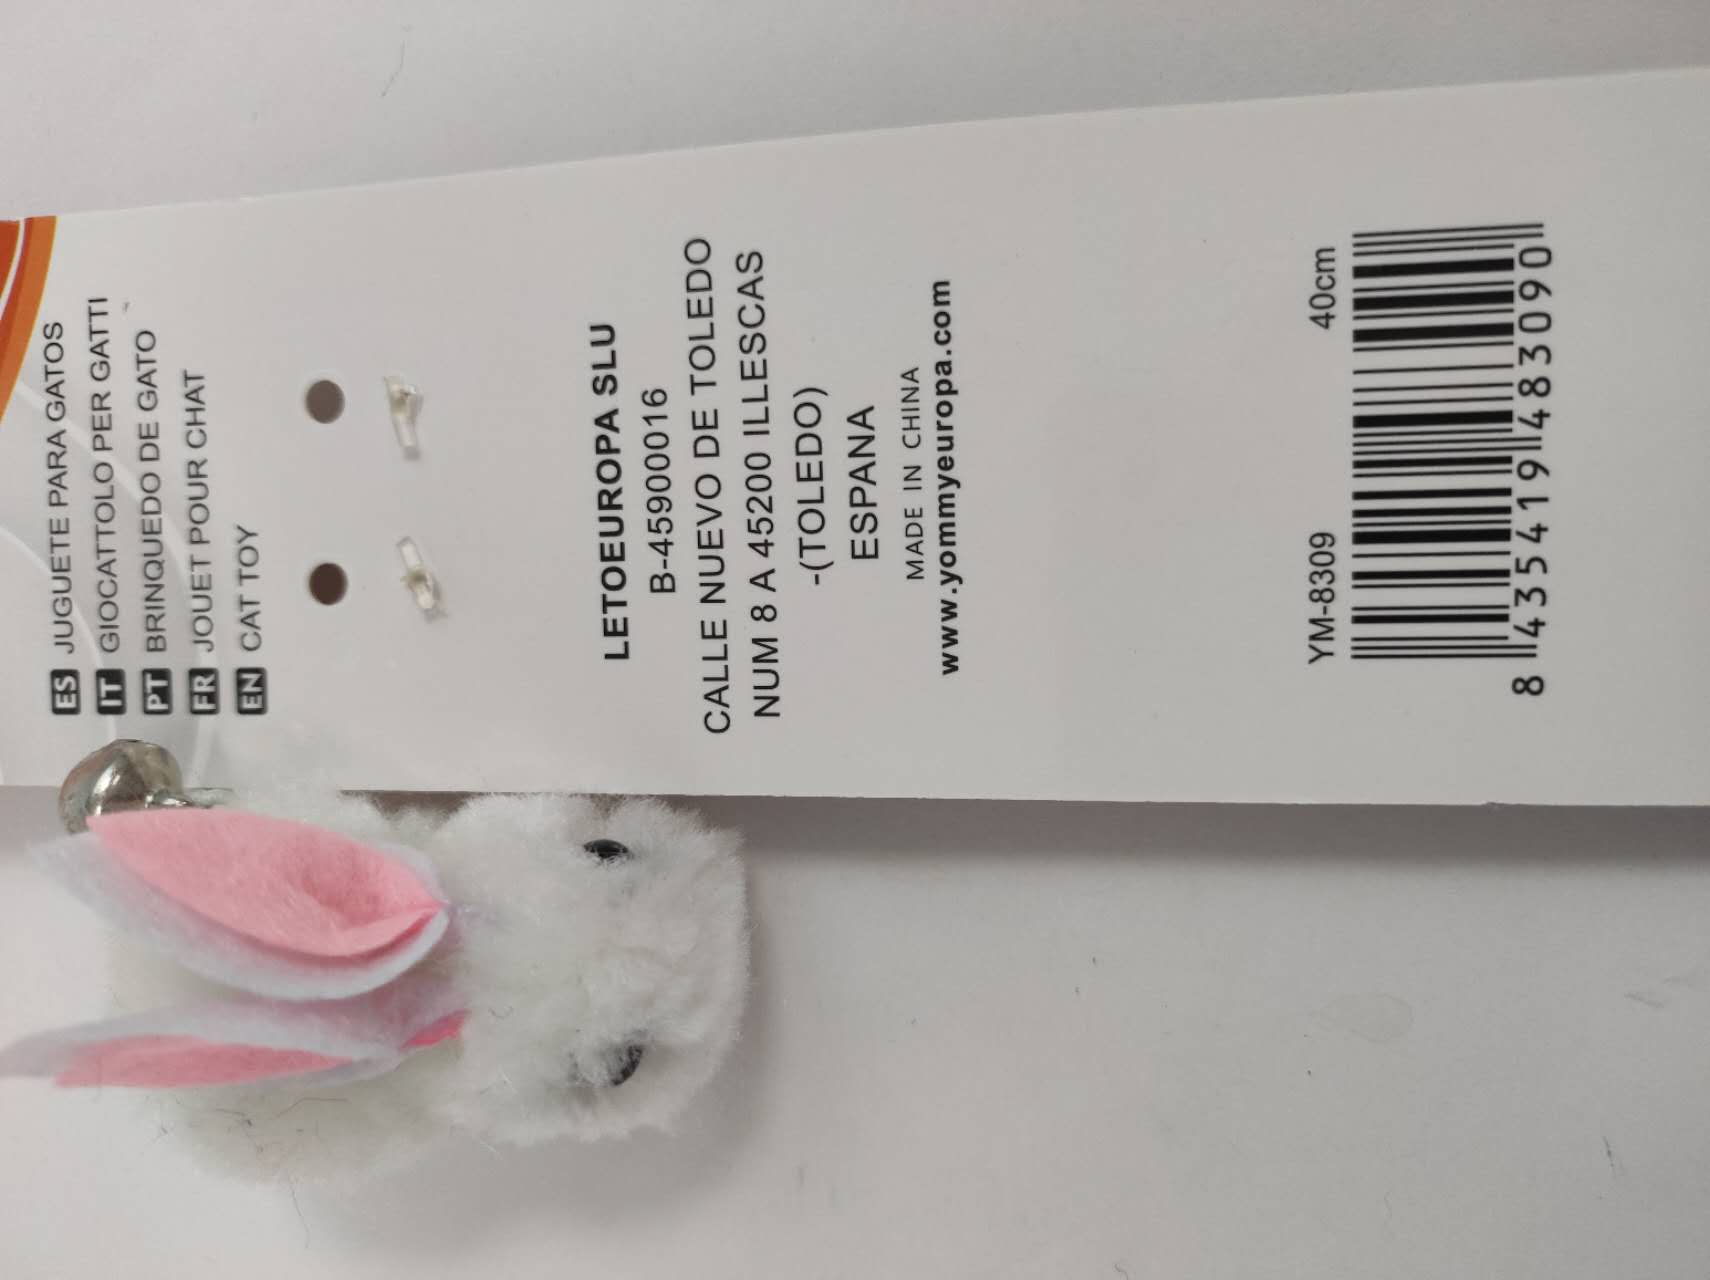 ES JUGUETE PARA GATOS
IT GIOCATTOLO PER GATTI
PT BRINQUEDO DE GATO
FR JOUET POUR CHAT
EN CAT TOY
LETOEUROPA SLU
B-45900016
CALLE NUEVO DE TOLEDO
NUM 8 A 45200 ILLESCAS
-(TOLEDO)
ESPANA
MADE IN CHINA
www.yommyeuropa.com
YM-8309 40cm
8 435419 483090